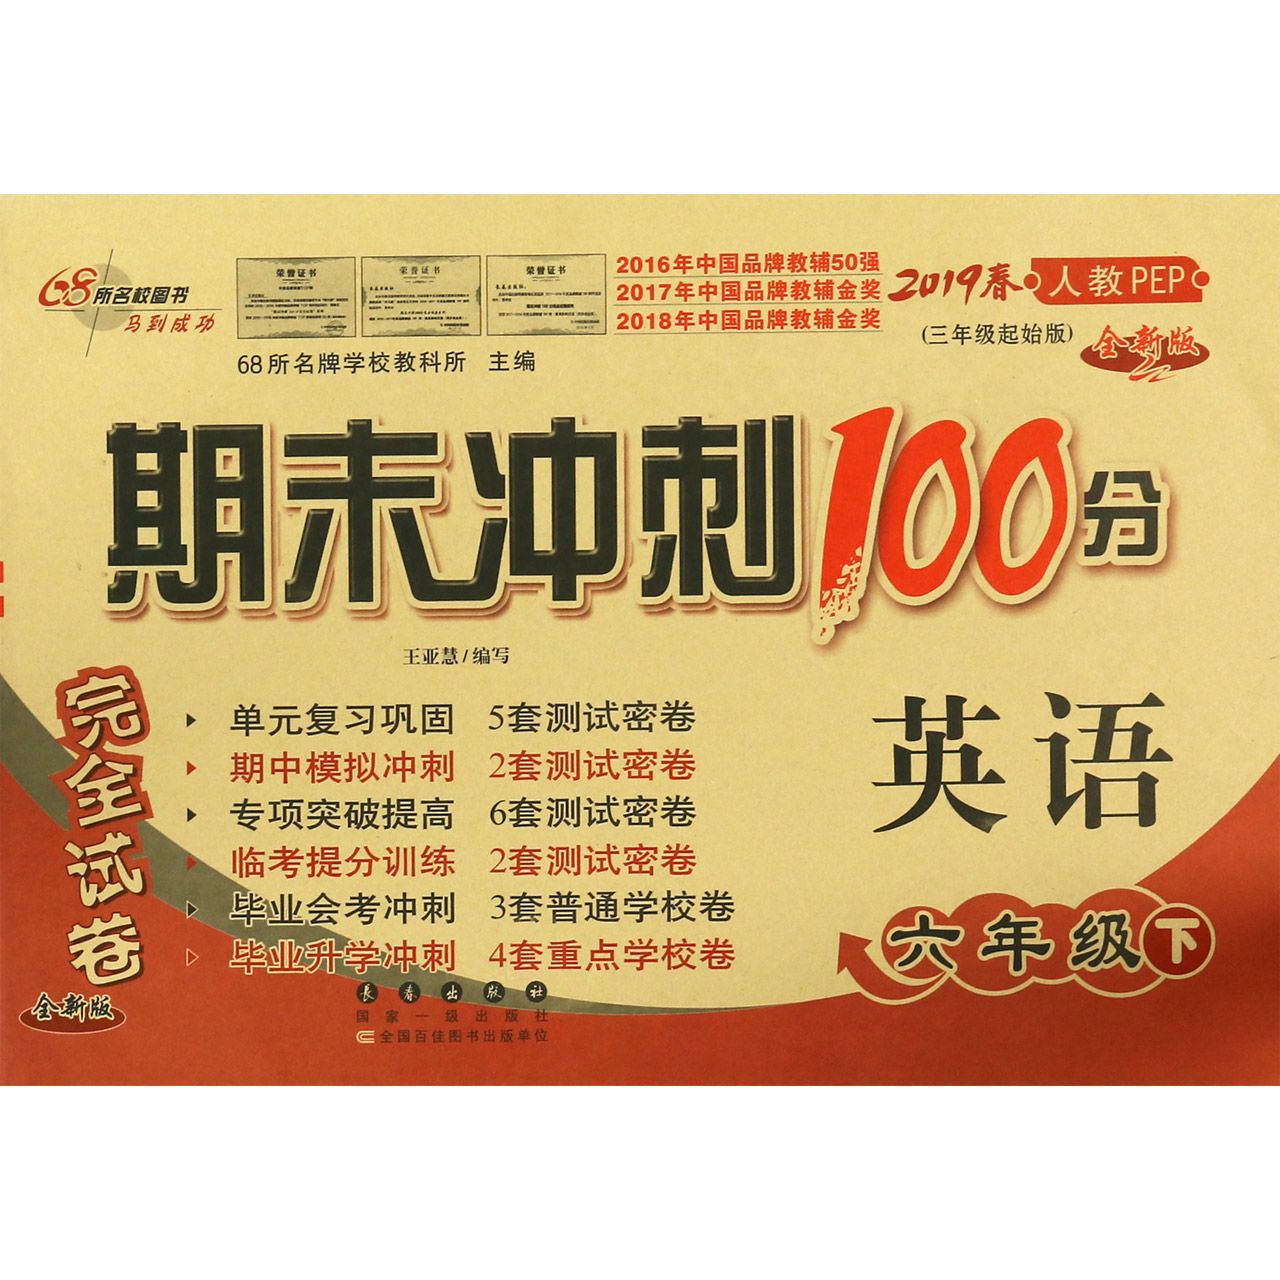 68所名校图书
马到成功
荣誉证书
荣誉证书
荣誉证书
2016年中国品牌教辅50强
2017年中国品牌教辅金奖
2018年中国品牌教辅金奖
2019春
人教PEP
(三年级起始版)
全新版
68所名牌学校教科所 主编
期末冲刺100分
王亚慧/编写
完全试卷
全新版
单元复习巩固 5套测试密卷
期中模拟冲刺 2套测试密卷
专项突破提高 6套测试密卷
临考提分训练 2套测试密卷
毕业会考冲刺 3套普通学校卷
毕业升学冲刺 4套重点学校卷
英语
六年级下
长春出版社
国家一级出版社
全国百佳图书出版单位